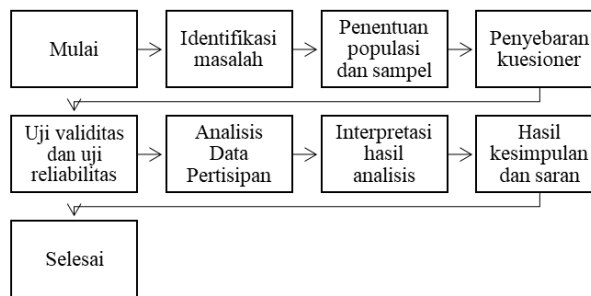 Mulai
Identifikasi
masalah
Penentuan
populasi
dan sampel
Penyebaran
kuesioner
Uji validitas
dan uji
reliabilitas
Analisis
Data
Pertisipan
Interpretasi
hasil
analisis
Hasil
kesimpulan
dan saran
Selesai